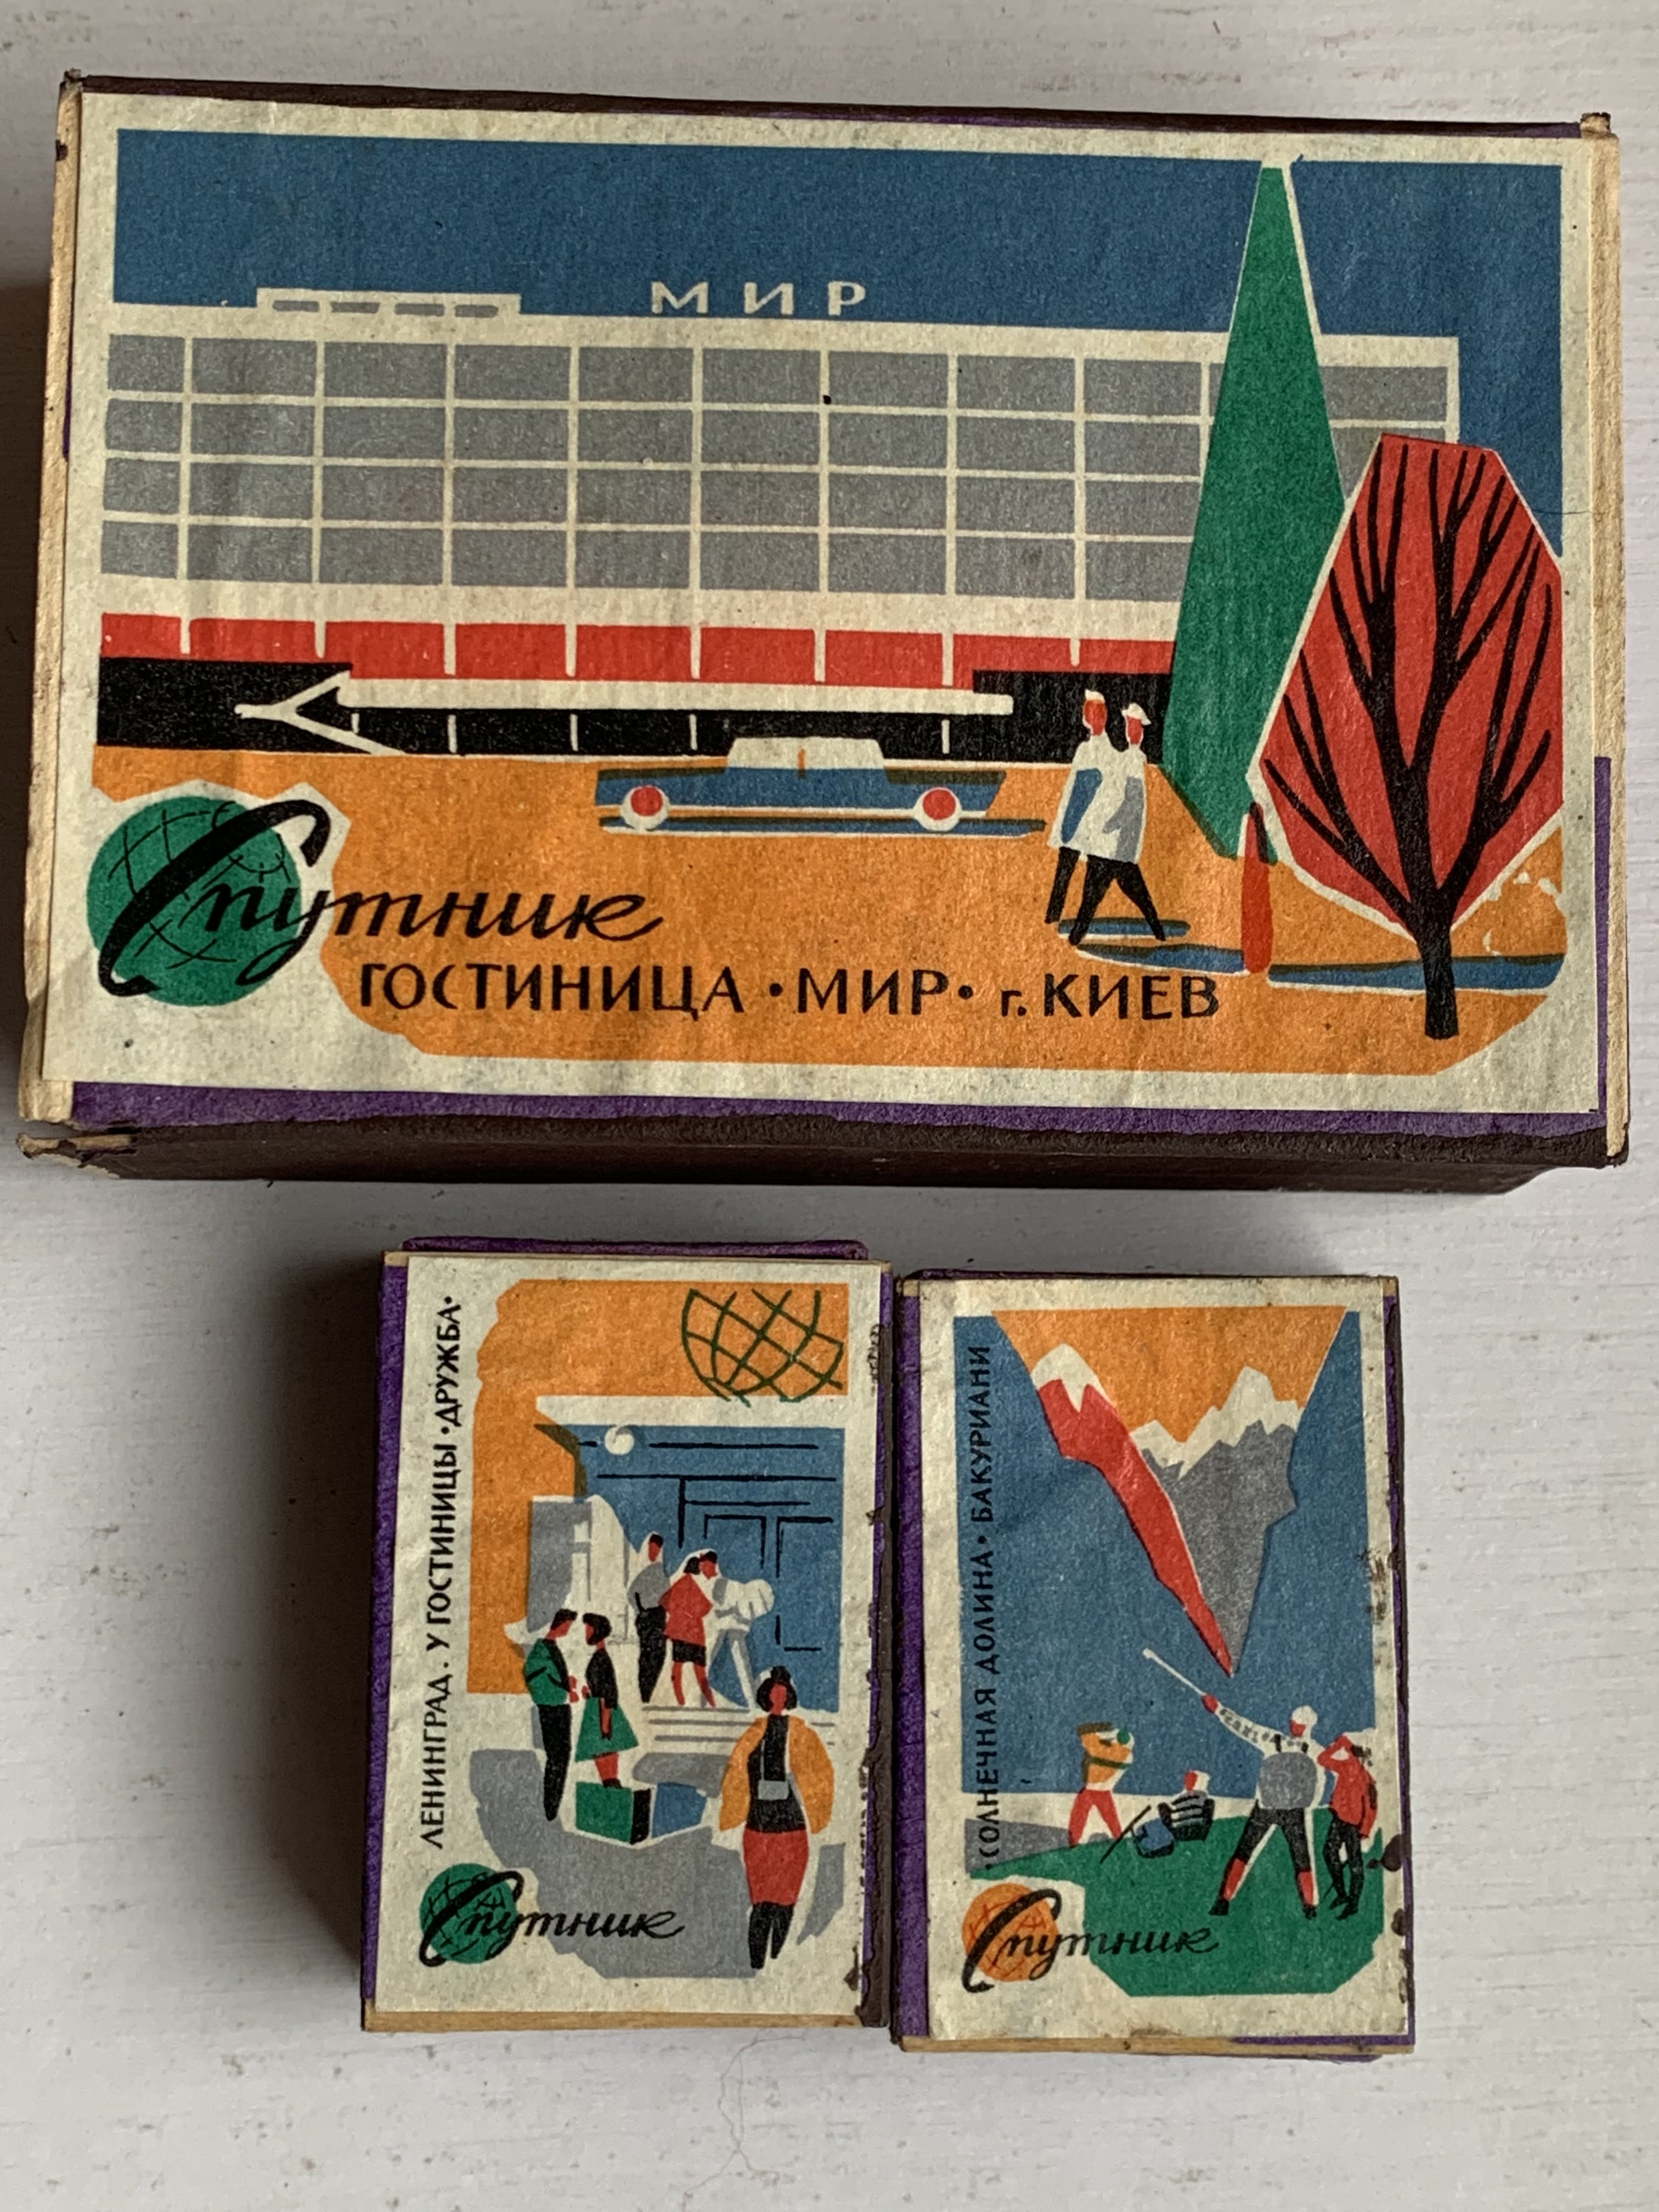 МИР
Спутник
ГОСТИНИЦА • МИР • г. КИЕВ
ЛЕНИНГРАД. У ГОСТИНИЦЫ •ДРУЖБА•
Спутник
•СОЛНЕЧНАЯ ДОЛИНА• БАКУРИАНИ
Спутник